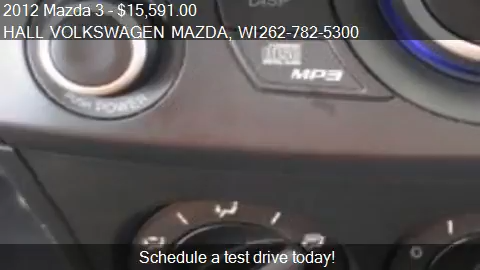 2012 Mazda 3 - $15,591.00
HALL VOLKSWAGEN MAZDA, WI262-782-5300
DISP
MP3
PUSH POWER
Schedule a test drive today!